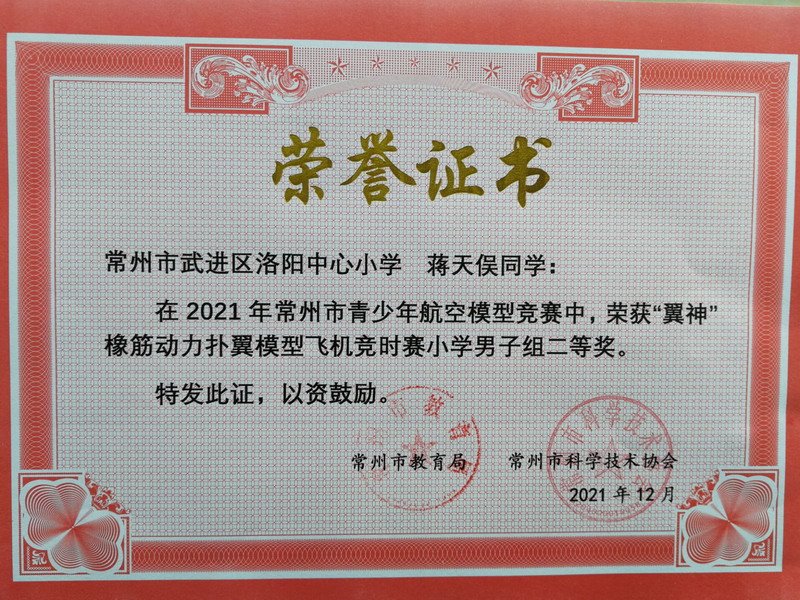 荣誉证书
常州市武进区洛阳中心小学 蒋天俣同学：
在 2021 年常州市青少年航空模型竞赛中，荣获“翼神”
橡筋动力扑翼模型飞机竞时赛小学男子组二等奖。
特发此证，以资鼓励。
常州市教育局 常州市科学技术协会
2021 年 12 月